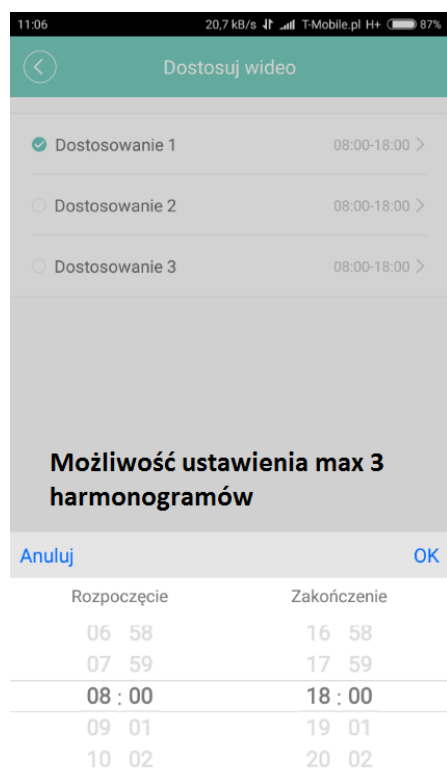 11:06 20,7 kB/s T-Mobile.pl H+ 87%
Dostosuj wideo
Dostosowanie 1 08:00-18:00
Dostosowanie 2 08:00-18:00
Dostosowanie 3 08:00-18:00
Możliwość ustawienia max 3
harmonogramów
Anuluj OK
Rozpoczęcie Zakończenie
06 58 16 58
07 59 17 59
08 : 00 18 : 00
09 01 19 01
10 02 20 02